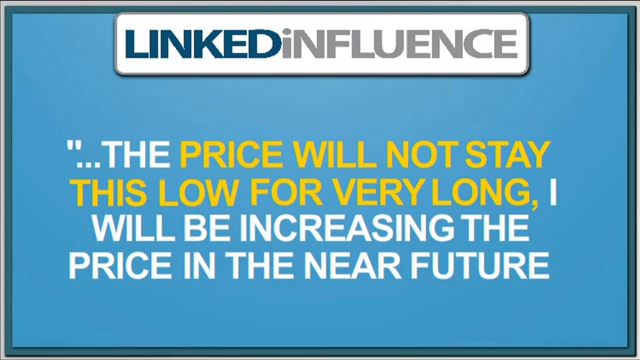 LINKEDiNFLUENCE
"...THE PRICE WILL NOT STAY
THIS LOW FOR VERY LONG, I
WILL BE INCREASING THE
PRICE IN THE NEAR FUTURE